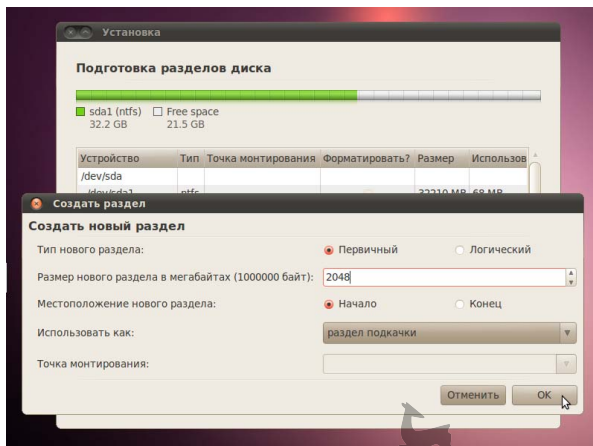 Установка
Подготовка разделов диска
sda1 (ntfs) Free space
32.2 GB 21.5 GB
Устройство Тип Точка монтирования Форматировать? Размер Использов
/dev/sda
/dev/sda1 ntfs 32210 MB 68 MB
Создать раздел
Создать новый раздел
Тип нового раздела: Первичный Логический
Размер нового раздела в мегабайтах (1000000 байт): 2048
Местоположение нового раздела: Начало Конец
Использовать как: раздел подкачки
Точка монтирования:
Отменить OK